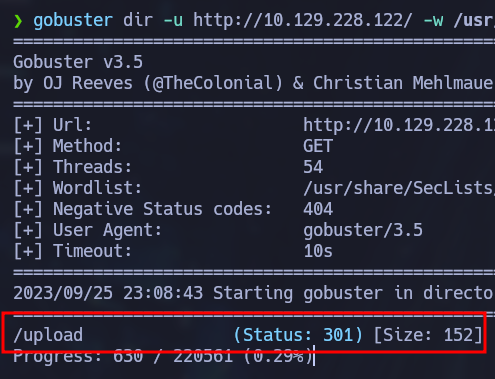 ❯ gobuster dir -u http://10.129.228.122/ -w /usr
===============================================================
Gobuster v3.5
by OJ Reeves (@TheColonial) & Christian Mehlmaue
===============================================================
[+] Url: http://10.129.228.12
[+] Method: GET
[+] Threads: 54
[+] Wordlist: /usr/share/SecLists/
[+] Negative Status codes: 404
[+] User Agent: gobuster/3.5
[+] Timeout: 10s
===============================================================
2023/09/25 23:08:43 Starting gobuster in directo
===============================================================
/upload (Status: 301) [Size: 152]
Progress: 630 / 220561 (0.29%)